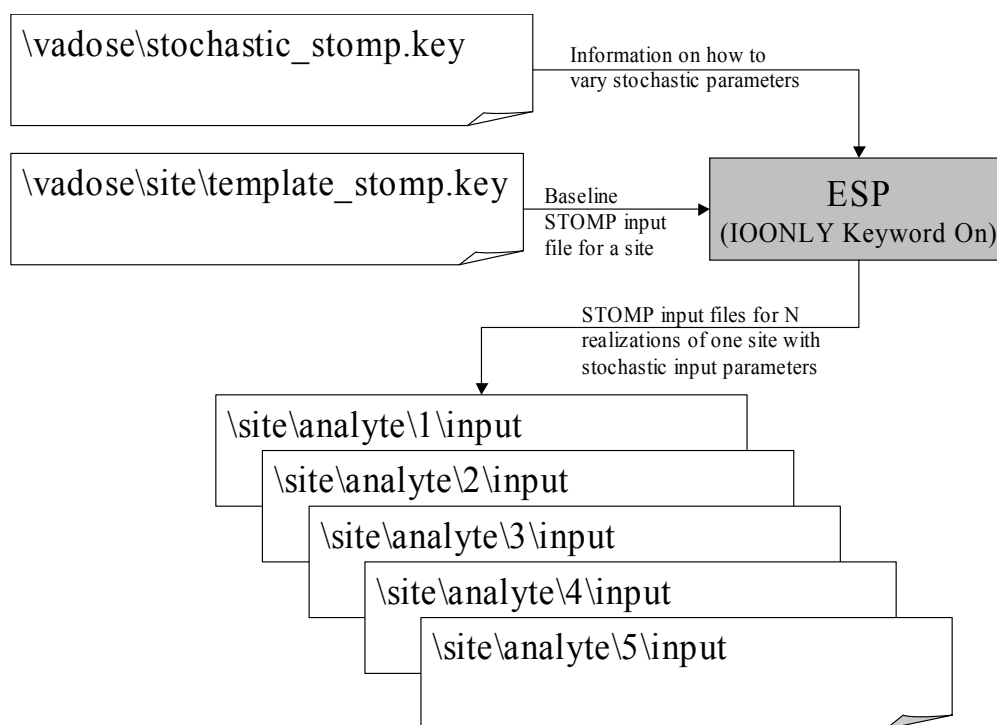 \vadose\stochastic_stomp.key
Information on how to
vary stochastic parameters
\vadose\site\template_stomp.key
Baseline
STOMP input
file for a site
ESP
(IOONLY Keyword On)
STOMP input files for N
realizations of one site with
stochastic input parameters
\site\analyte\1\input
\site\analyte\2\input
\site\analyte\3\input
\site\analyte\4\input
\site\analyte\5\input